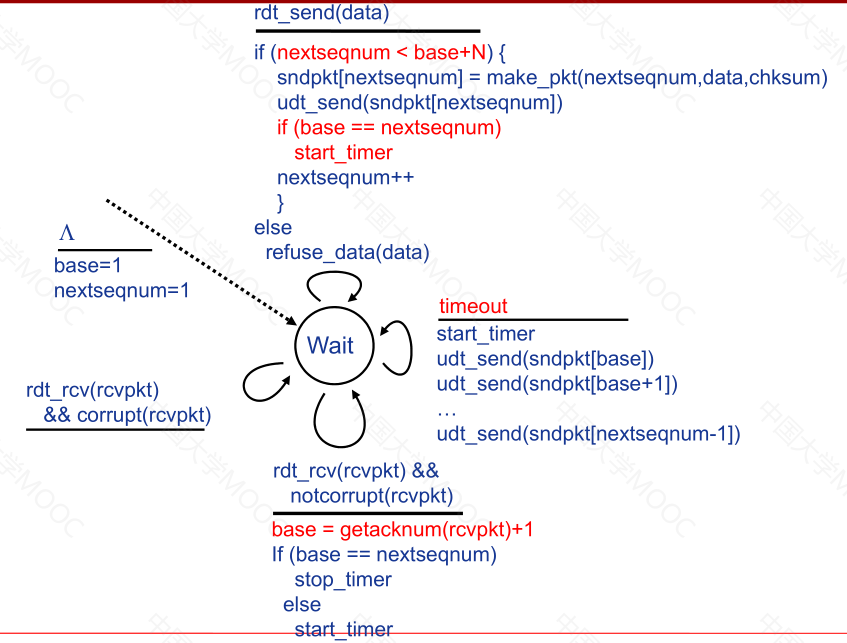 rdt_send(data)
if (nextseqnum < base+N) {
sndpkt[nextseqnum] = make_pkt(nextseqnum,data,chksum)
udt_send(sndpkt[nextseqnum])
if (base == nextseqnum)
start_timer
nextseqnum++
}
else
refuse_data(data)
Λ
base=1
nextseqnum=1
Wait
timeout
start_timer
udt_send(sndpkt[base])
udt_send(sndpkt[base+1])
…
udt_send(sndpkt[nextseqnum-1])
rdt_rcv(rcvpkt)
&& corrupt(rcvpkt)
rdt_rcv(rcvpkt) &&
notcorrupt(rcvpkt)
base = getacknum(rcvpkt)+1
If (base == nextseqnum)
stop_timer
else
start_timer
中国大学MOOC